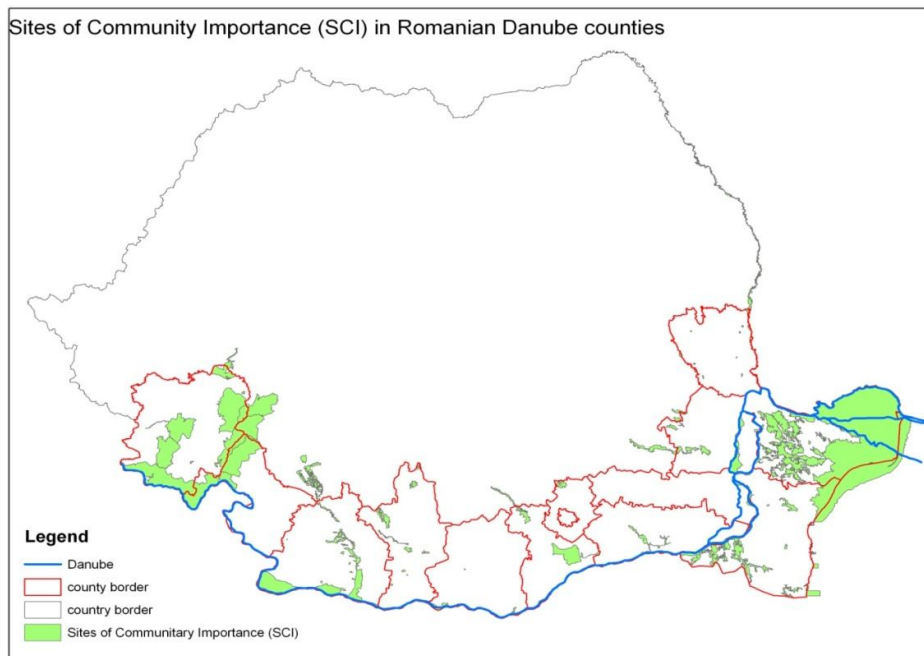 Sites of Community Importance (SCI) in Romanian Danube counties
Legend
Danube
county border
country border
Sites of Communitary Importance (SCI)